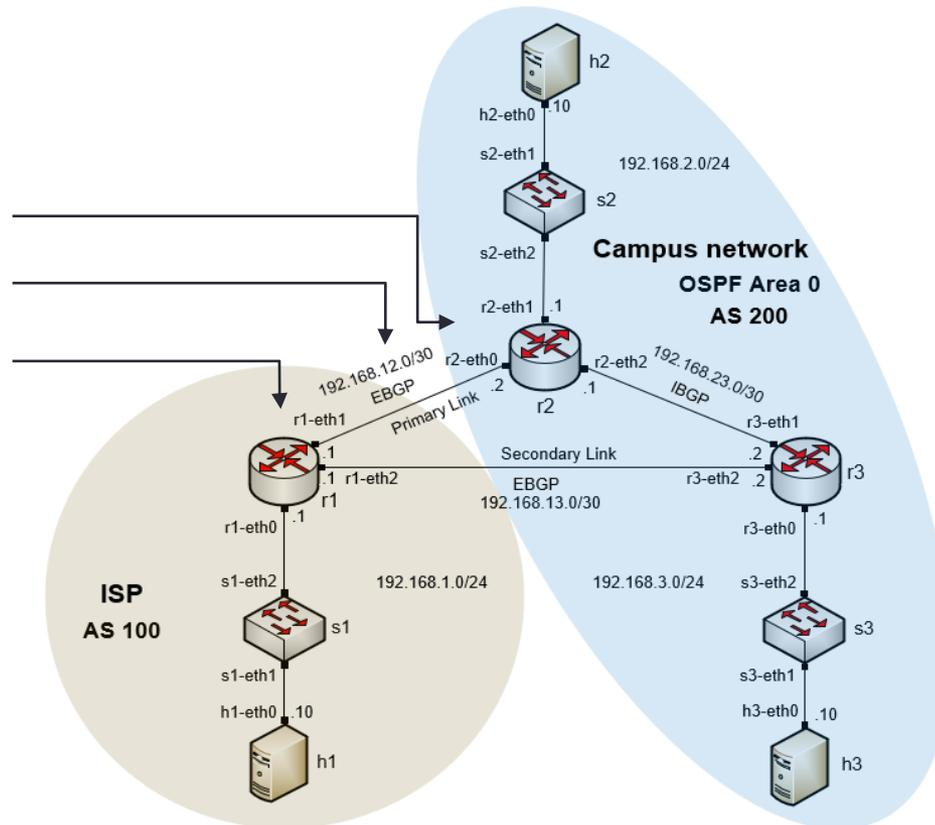 h2
h2-eth0
.10
s2-eth1
192.168.2.0/24
s2
s2-eth2
Campus network
OSPF Area 0
AS 200
r2-eth1
.1
192.168.12.0/30
EBGP
Primary Link
r2-eth0
.2
r2-eth2
.1
r2
192.168.23.0/30
IBGP
r1-eth1
.1
r3-eth1
.2
Secondary Link
.1
r1-eth2
r1
EBGP
192.168.13.0/30
r3-eth2
.2
r3
r1-eth0
.1
r3-eth0
.1
ISP
AS 100
s1-eth2
192.168.1.0/24
192.168.3.0/24
s3-eth2
s1
s3
s1-eth1
s3-eth1
h1-eth0
.10
h3-eth0
.10
h1
h3